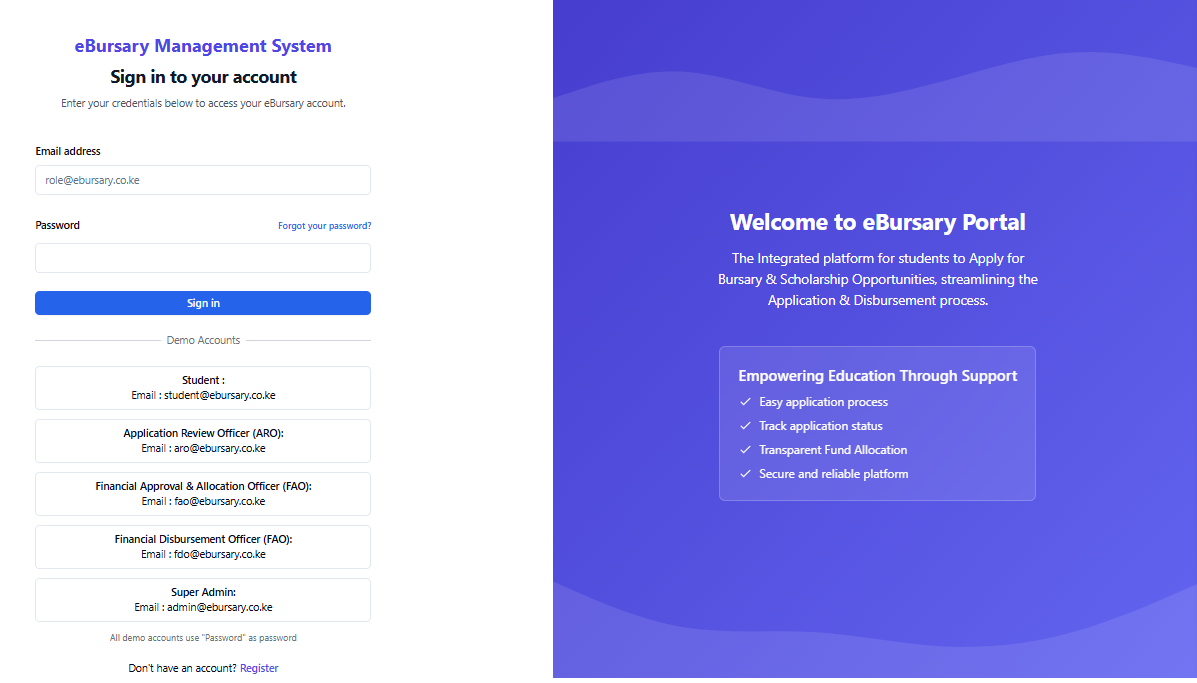 eBursary Management System
Sign in to your account
Enter your credentials below to access your eBursary account.
Email address
role@ebursary.co.ke
Password
Forgot your password?
Sign in
Demo Accounts
Student :
Email : student@ebursary.co.ke
Application Review Officer (ARO):
Email : aro@ebursary.co.ke
Financial Approval & Allocation Officer (FAO):
Email : fao@ebursary.co.ke
Financial Disbursement Officer (FAO):
Email : fdo@ebursary.co.ke
Super Admin:
Email : admin@ebursary.co.ke
All demo accounts use "Password" as password
Don't have an account? Register
Welcome to eBursary Portal
The Integrated platform for students to Apply for
Bursary & Scholarship Opportunities, streamlining the
Application & Disbursement process.
Empowering Education Through Support
Easy application process
Track application status
Transparent Fund Allocation
Secure and reliable platform